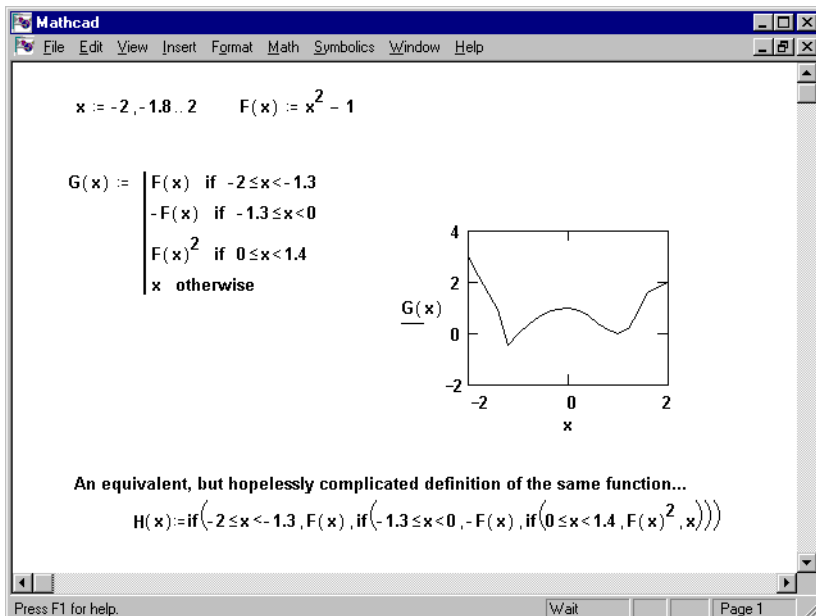 Mathcad
File Edit View Insert Format Math Symbolics Window Help
x := -2 , -1.8 .. 2 F(x) := x² − 1
G(x) := F(x) if -2≤x<-1.3
-F(x) if -1.3≤x<0
F(x)² if 0≤x<1.4
x otherwise
4
2
G(x)
0
−2
−2 0 2
x
An equivalent, but hopelessly complicated definition of the same function...
H(x):=if(-2≤x<-1.3 , F(x) , if(-1.3≤x<0 , -F(x) , if(0≤x<1.4 , F(x)² , x)))
Press F1 for help. Wait Page 1